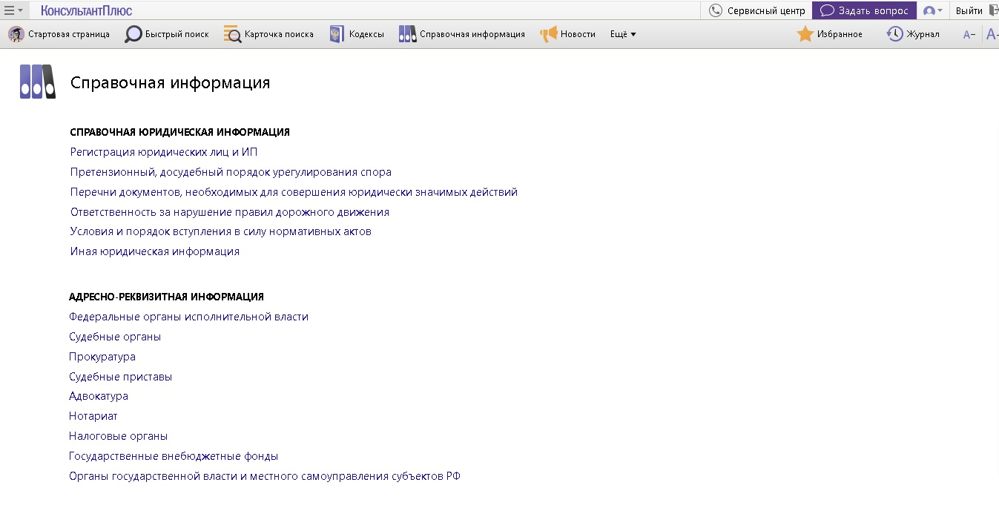 КонсультантПлюс
Сервисный центр
Задать вопрос
Выйти
Стартовая страница
Быстрый поиск
Карточка поиска
Кодексы
Справочная информация
Новости
Ещё
Избранное
Журнал
А−
Справочная информация
СПРАВОЧНАЯ ЮРИДИЧЕСКАЯ ИНФОРМАЦИЯ
Регистрация юридических лиц и ИП
Претензионный, досудебный порядок урегулирования спора
Перечни документов, необходимых для совершения юридически значимых действий
Ответственность за нарушение правил дорожного движения
Условия и порядок вступления в силу нормативных актов
Иная юридическая информация
АДРЕСНО-РЕКВИЗИТНАЯ ИНФОРМАЦИЯ
Федеральные органы исполнительной власти
Судебные органы
Прокуратура
Судебные приставы
Адвокатура
Нотариат
Налоговые органы
Государственные внебюджетные фонды
Органы государственной власти и местного самоуправления субъектов РФ